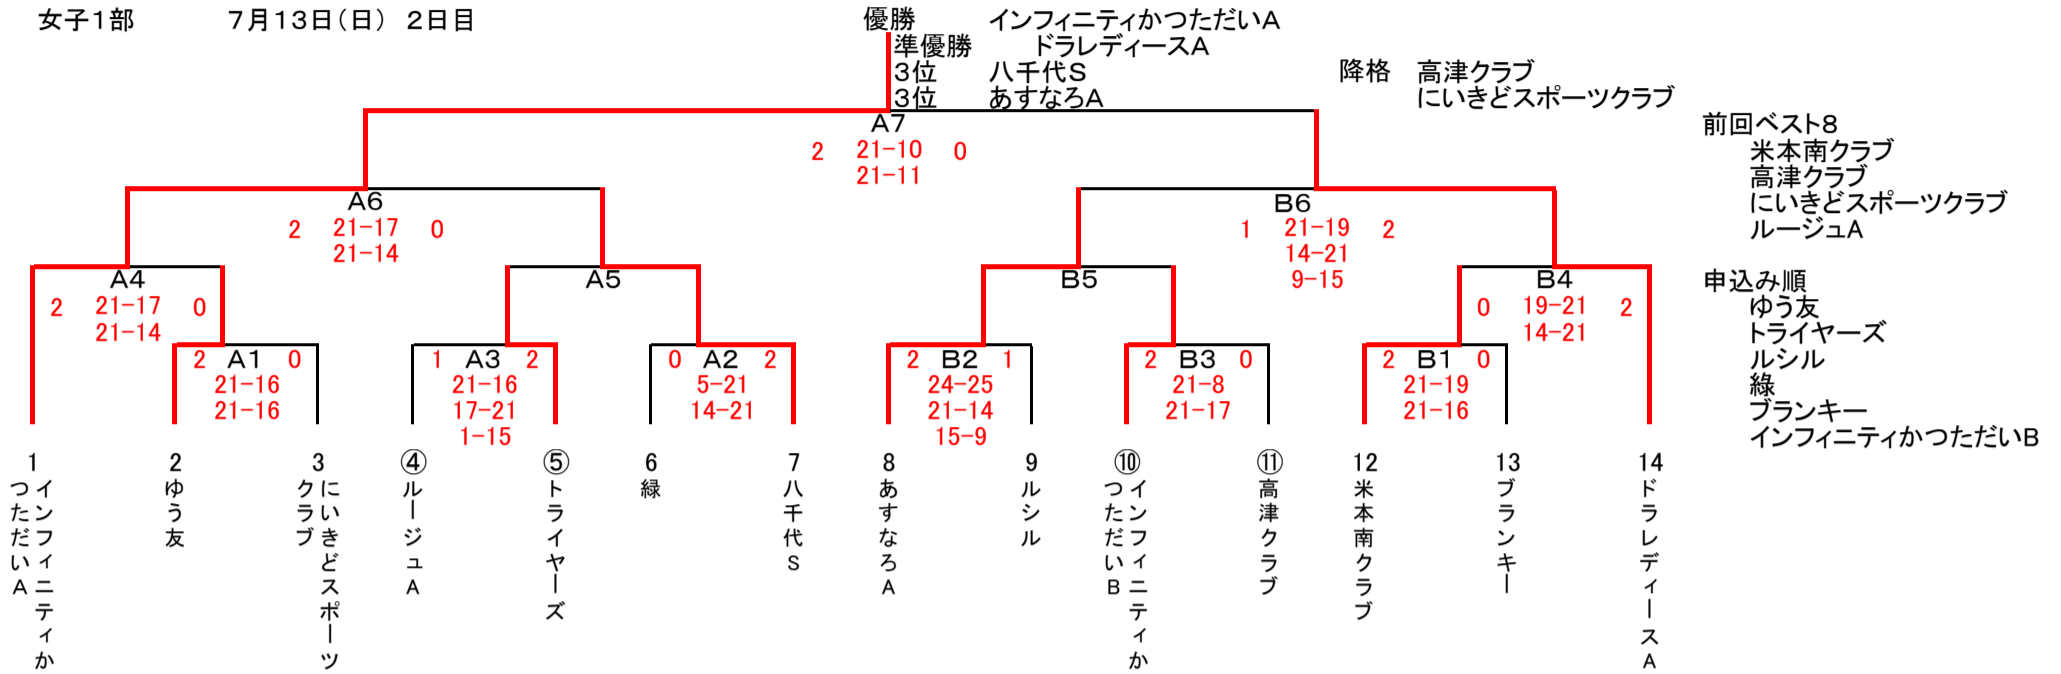 女子１部 ７月１３日（日） ２日目
優勝 インフィニティかつただいＡ
準優勝 ドラレディースＡ
３位 八千代Ｓ
３位 あすなろＡ
降格 高津クラブ
にいきどスポーツクラブ
前回ベスト８
米本南クラブ
高津クラブ
にいきどスポーツクラブ
ルージュＡ
申込み順
ゆう友
トライヤーズ
ルシル
緑
ブランキー
インフィニティかつただいＢ
Ａ７
2 21−10 0
21−11
Ａ６
2 21−17 0
21−14
Ｂ６
1 21−19 2
14−21
9−15
Ａ４
2 21−17 0
21−14
Ａ５
Ｂ５
Ｂ４
0 19−21 2
14−21
2 Ａ１ 0
21−16
21−16
1 Ａ３ 2
21−16
17−21
1−15
0 Ａ２ 2
5−21
14−21
2 Ｂ２ 1
24−25
21−14
15−9
2 Ｂ３ 0
21−8
21−17
2 Ｂ１ 0
21−19
21−16
1 2 3 ④ ⑤ 6 7 8 9 ⑩ ⑪ 12 13 14
インフィニティか
つただいＡ
ゆう友
にいきどスポーツ
クラブ
ルージュＡ
トライヤーズ
緑
八千代Ｓ
あすなろＡ
ルシル
インフィニティか
つただいＢ
高津クラブ
米本南クラブ
ブランキー
ドラレディースＡ